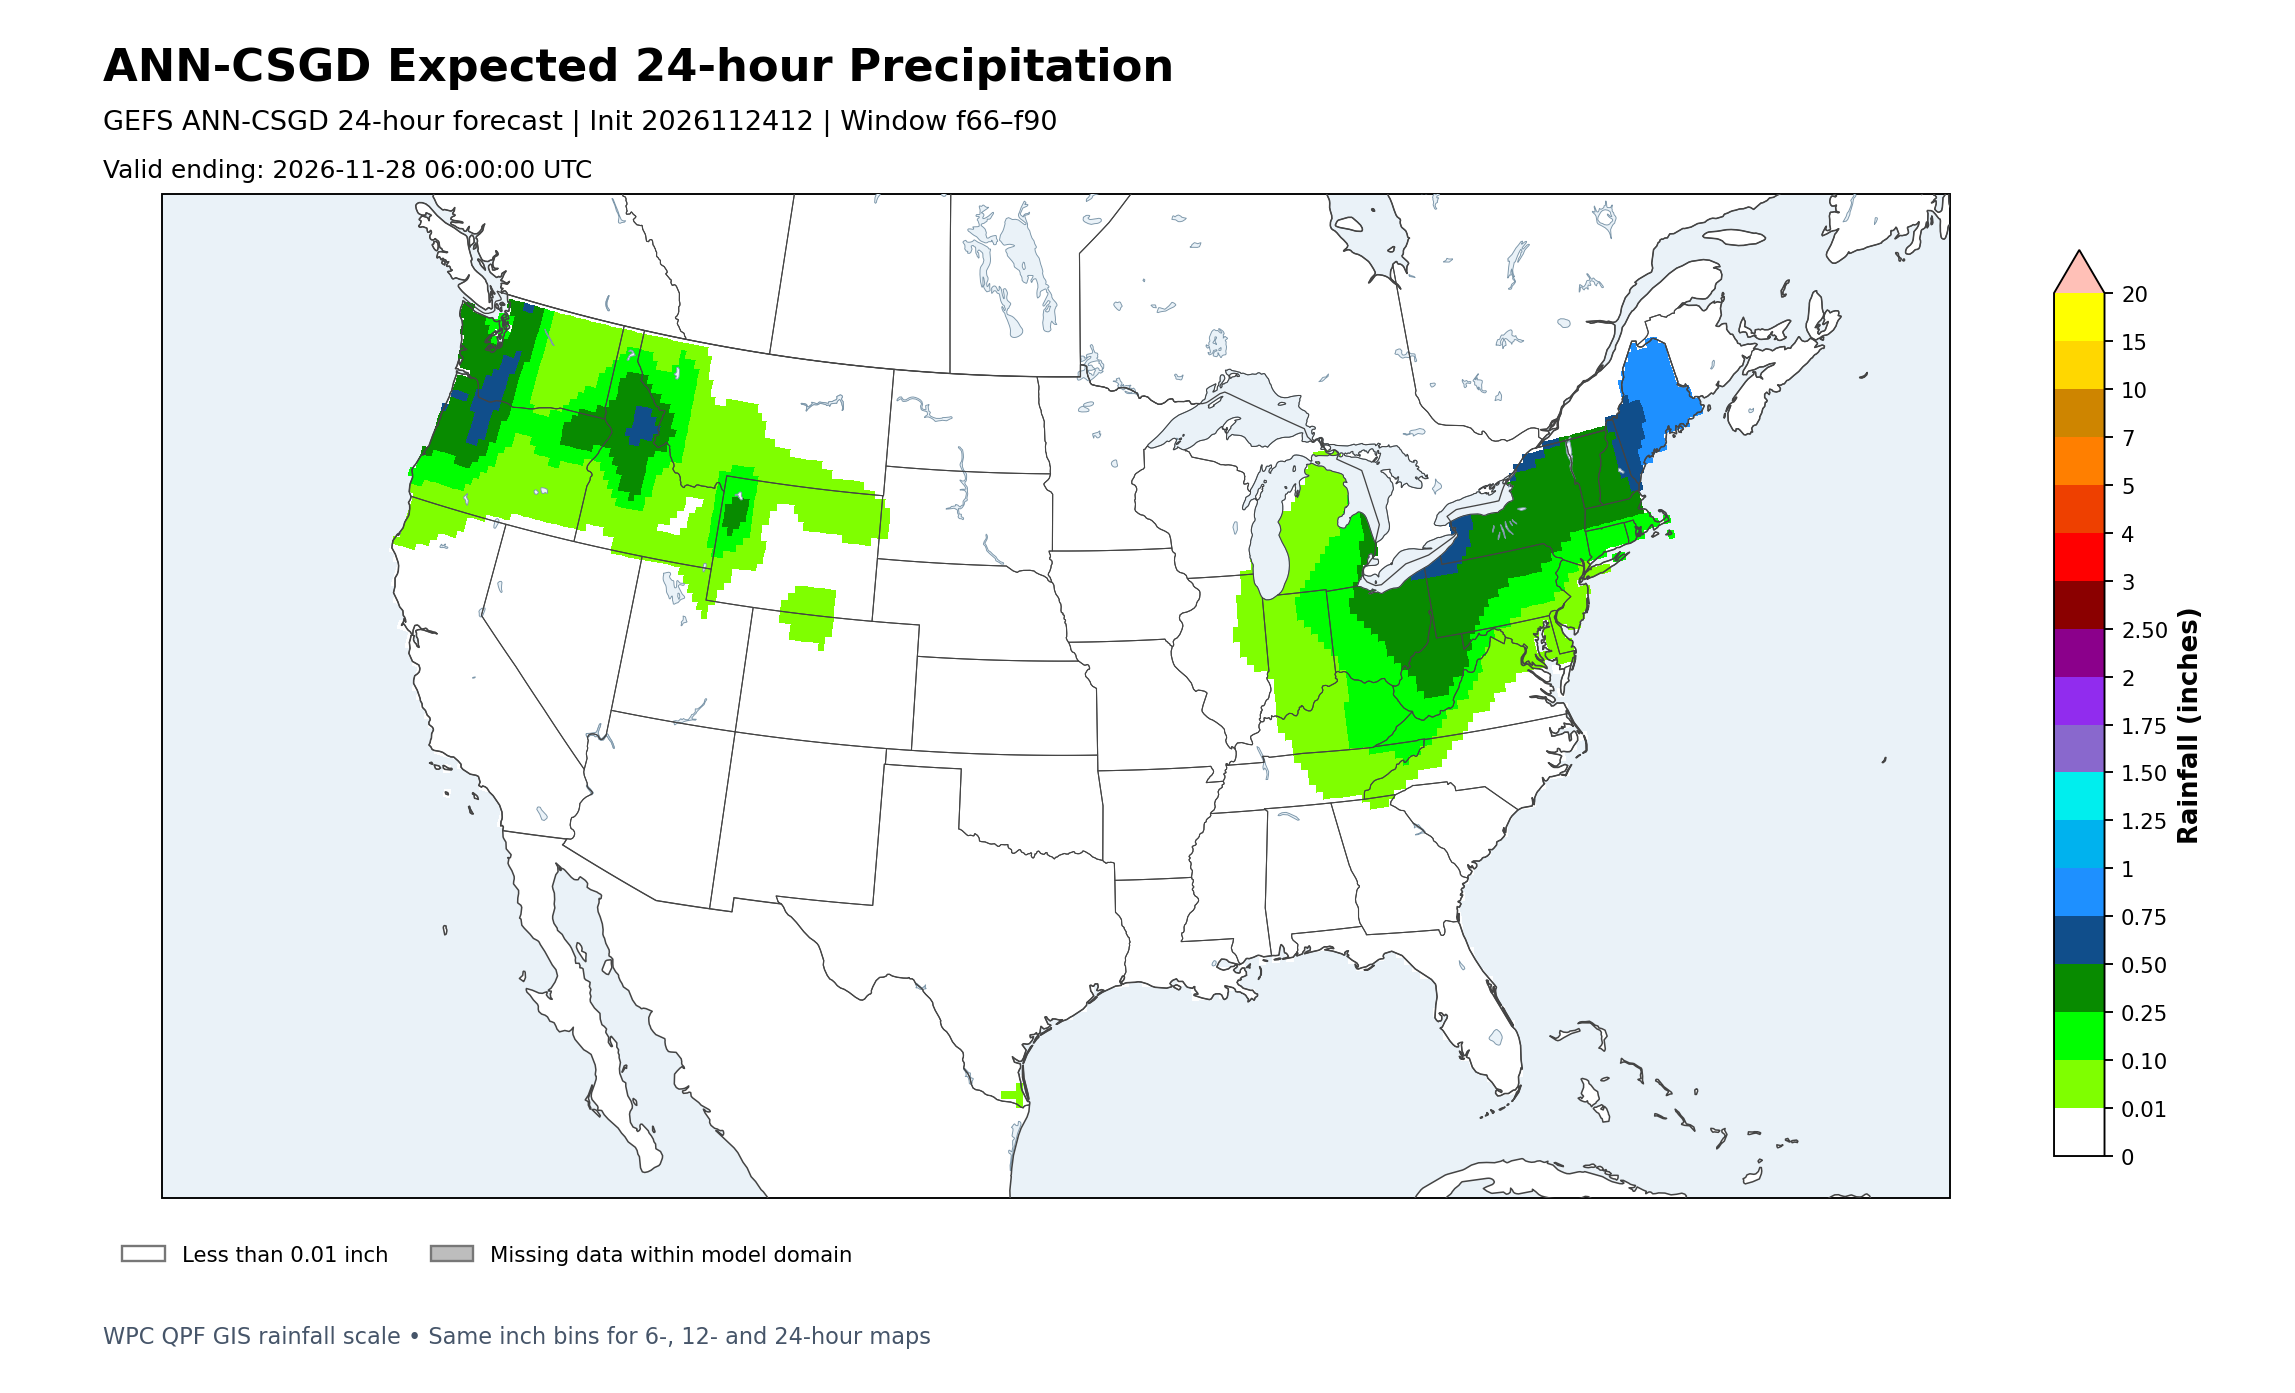 ANN-CSGD Expected 24-hour Precipitation
GEFS ANN-CSGD 24-hour forecast | Init 2026112412 | Window f66–f90
Valid ending: 2026-11-28 06:00:00 UTC
20
15
10
7
5
4
3
2.50
2
1.75
1.50
1.25
1
0.75
0.50
0.25
0.10
0.01
0
Rainfall (inches)
Less than 0.01 inch
Missing data within model domain
WPC QPF GIS rainfall scale • Same inch bins for 6-, 12- and 24-hour maps